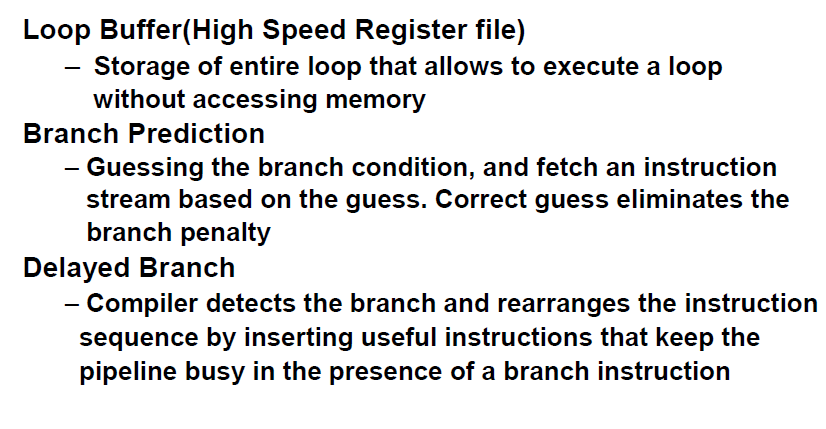 Loop Buffer(High Speed Register file)
– Storage of entire loop that allows to execute a loop
without accessing memory
Branch Prediction
– Guessing the branch condition, and fetch an instruction
stream based on the guess. Correct guess eliminates the
branch penalty
Delayed Branch
– Compiler detects the branch and rearranges the instruction
sequence by inserting useful instructions that keep the
pipeline busy in the presence of a branch instruction